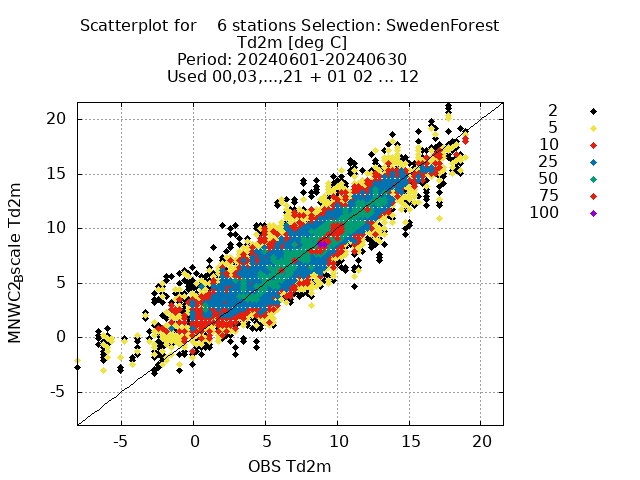 Scatterplot for    6 stations Selection: SwedenForest
Td2m [deg C]
Period: 20240601-20240630
Used 00,03,...,21 + 01 02 ... 12
2
5
10
25
50
75
100
20
15
10
5
0
-5
-5 0 5 10 15 20
OBS Td2m